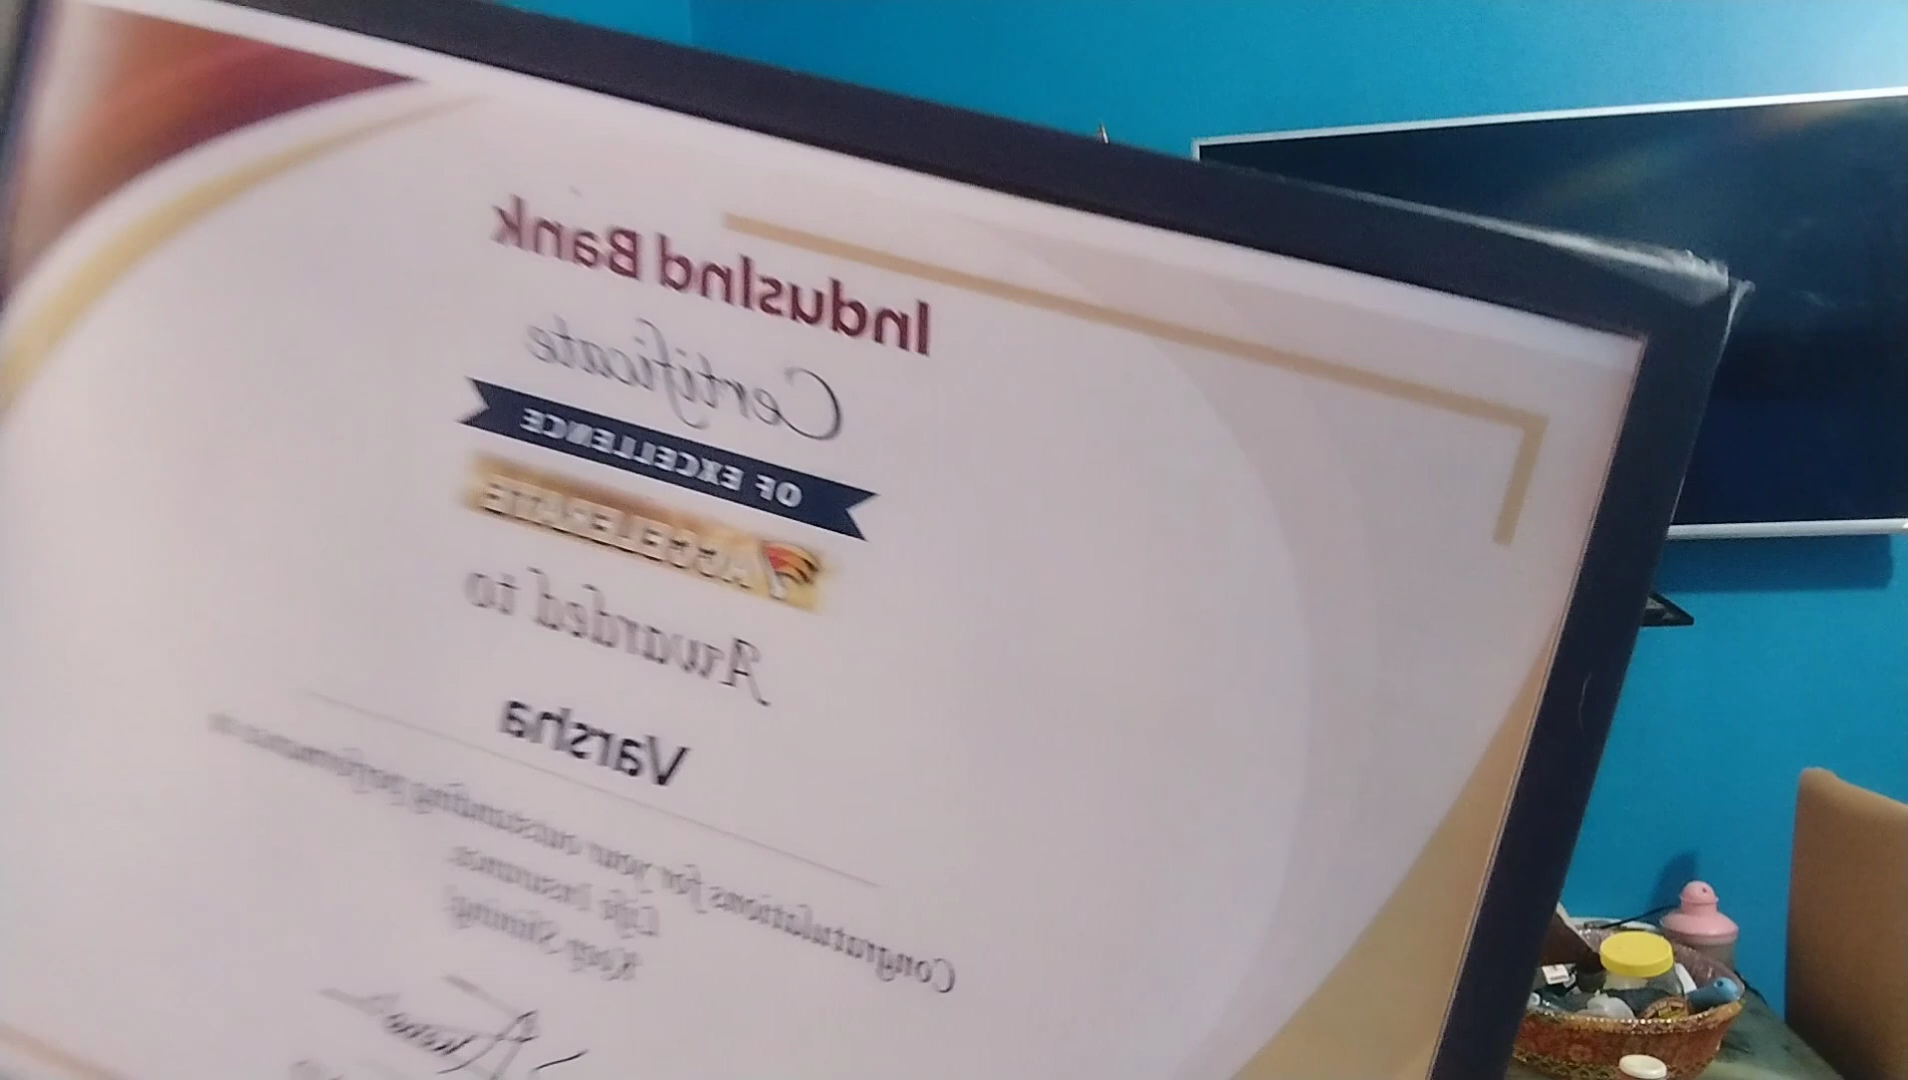 IndusInd Bank
Certificate
OF EXCELLENCE
ACCELERATE
Awarded to
Varsha
Congratulations for your outstanding performance in
Life Insurance
Keep Shining!